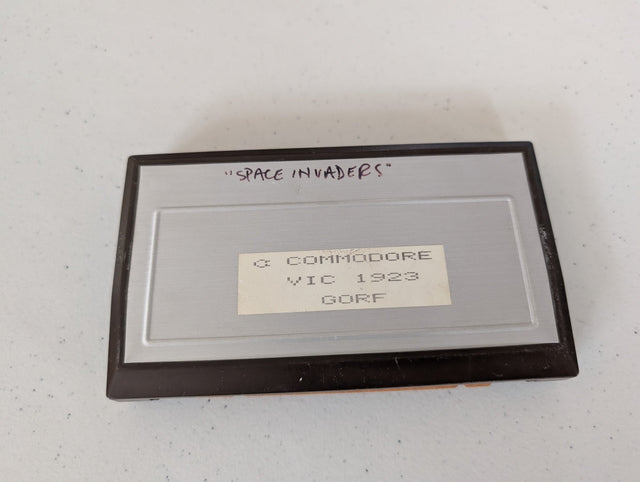 "SPACE INVADERS"
COMMODORE
VIC 1923
GORF